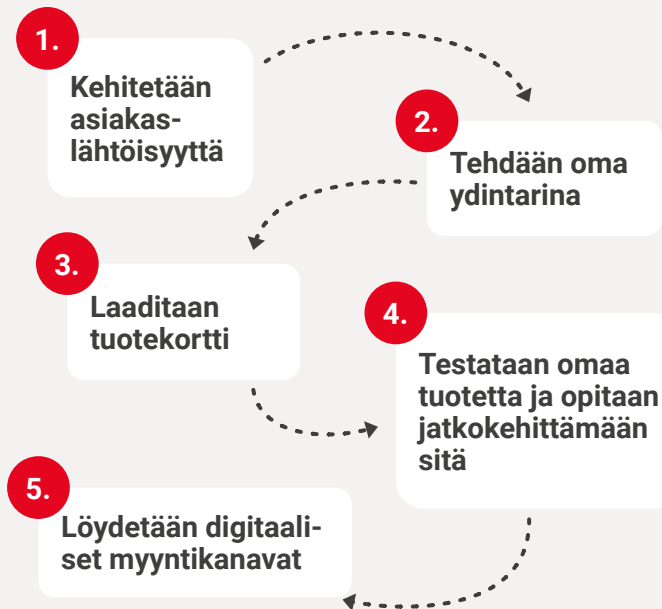 1.
Kehitetään
asiakas-
lähtöisyyttä
2.
Tehdään oma
ydintarina
3.
Laaditaan
tuotekortti
4.
Testataan omaa
tuotetta ja opitaan
jatkokehittämään
sitä
5.
Löydetään digitaali-
set myyntikanavat